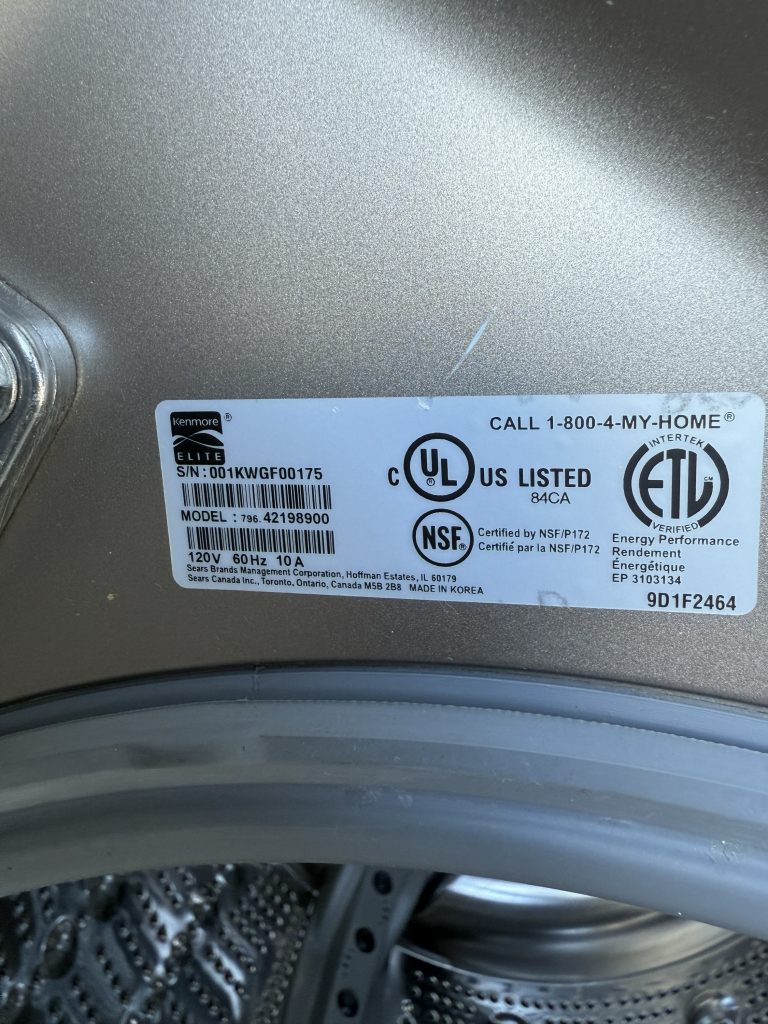 Kenmore®
ELITE
S/N : 001KWGF00175
MODEL : 796. 42198900
120V 60Hz 10A
Sears Brands Management Corporation, Hoffman Estates, IL 60179
Sears Canada Inc., Toronto, Ontario, Canada M5B 2B8 MADE IN KOREA
CALL 1-800-4-MY-HOME®
C UL® US LISTED
84CA
NSF®
Certified by NSF/P172
Certifié par la NSF/P172
INTERTEK
ETL CM
VERIFIED
Energy Performance
Rendement
Énergétique
EP 3103134
9D1F2464